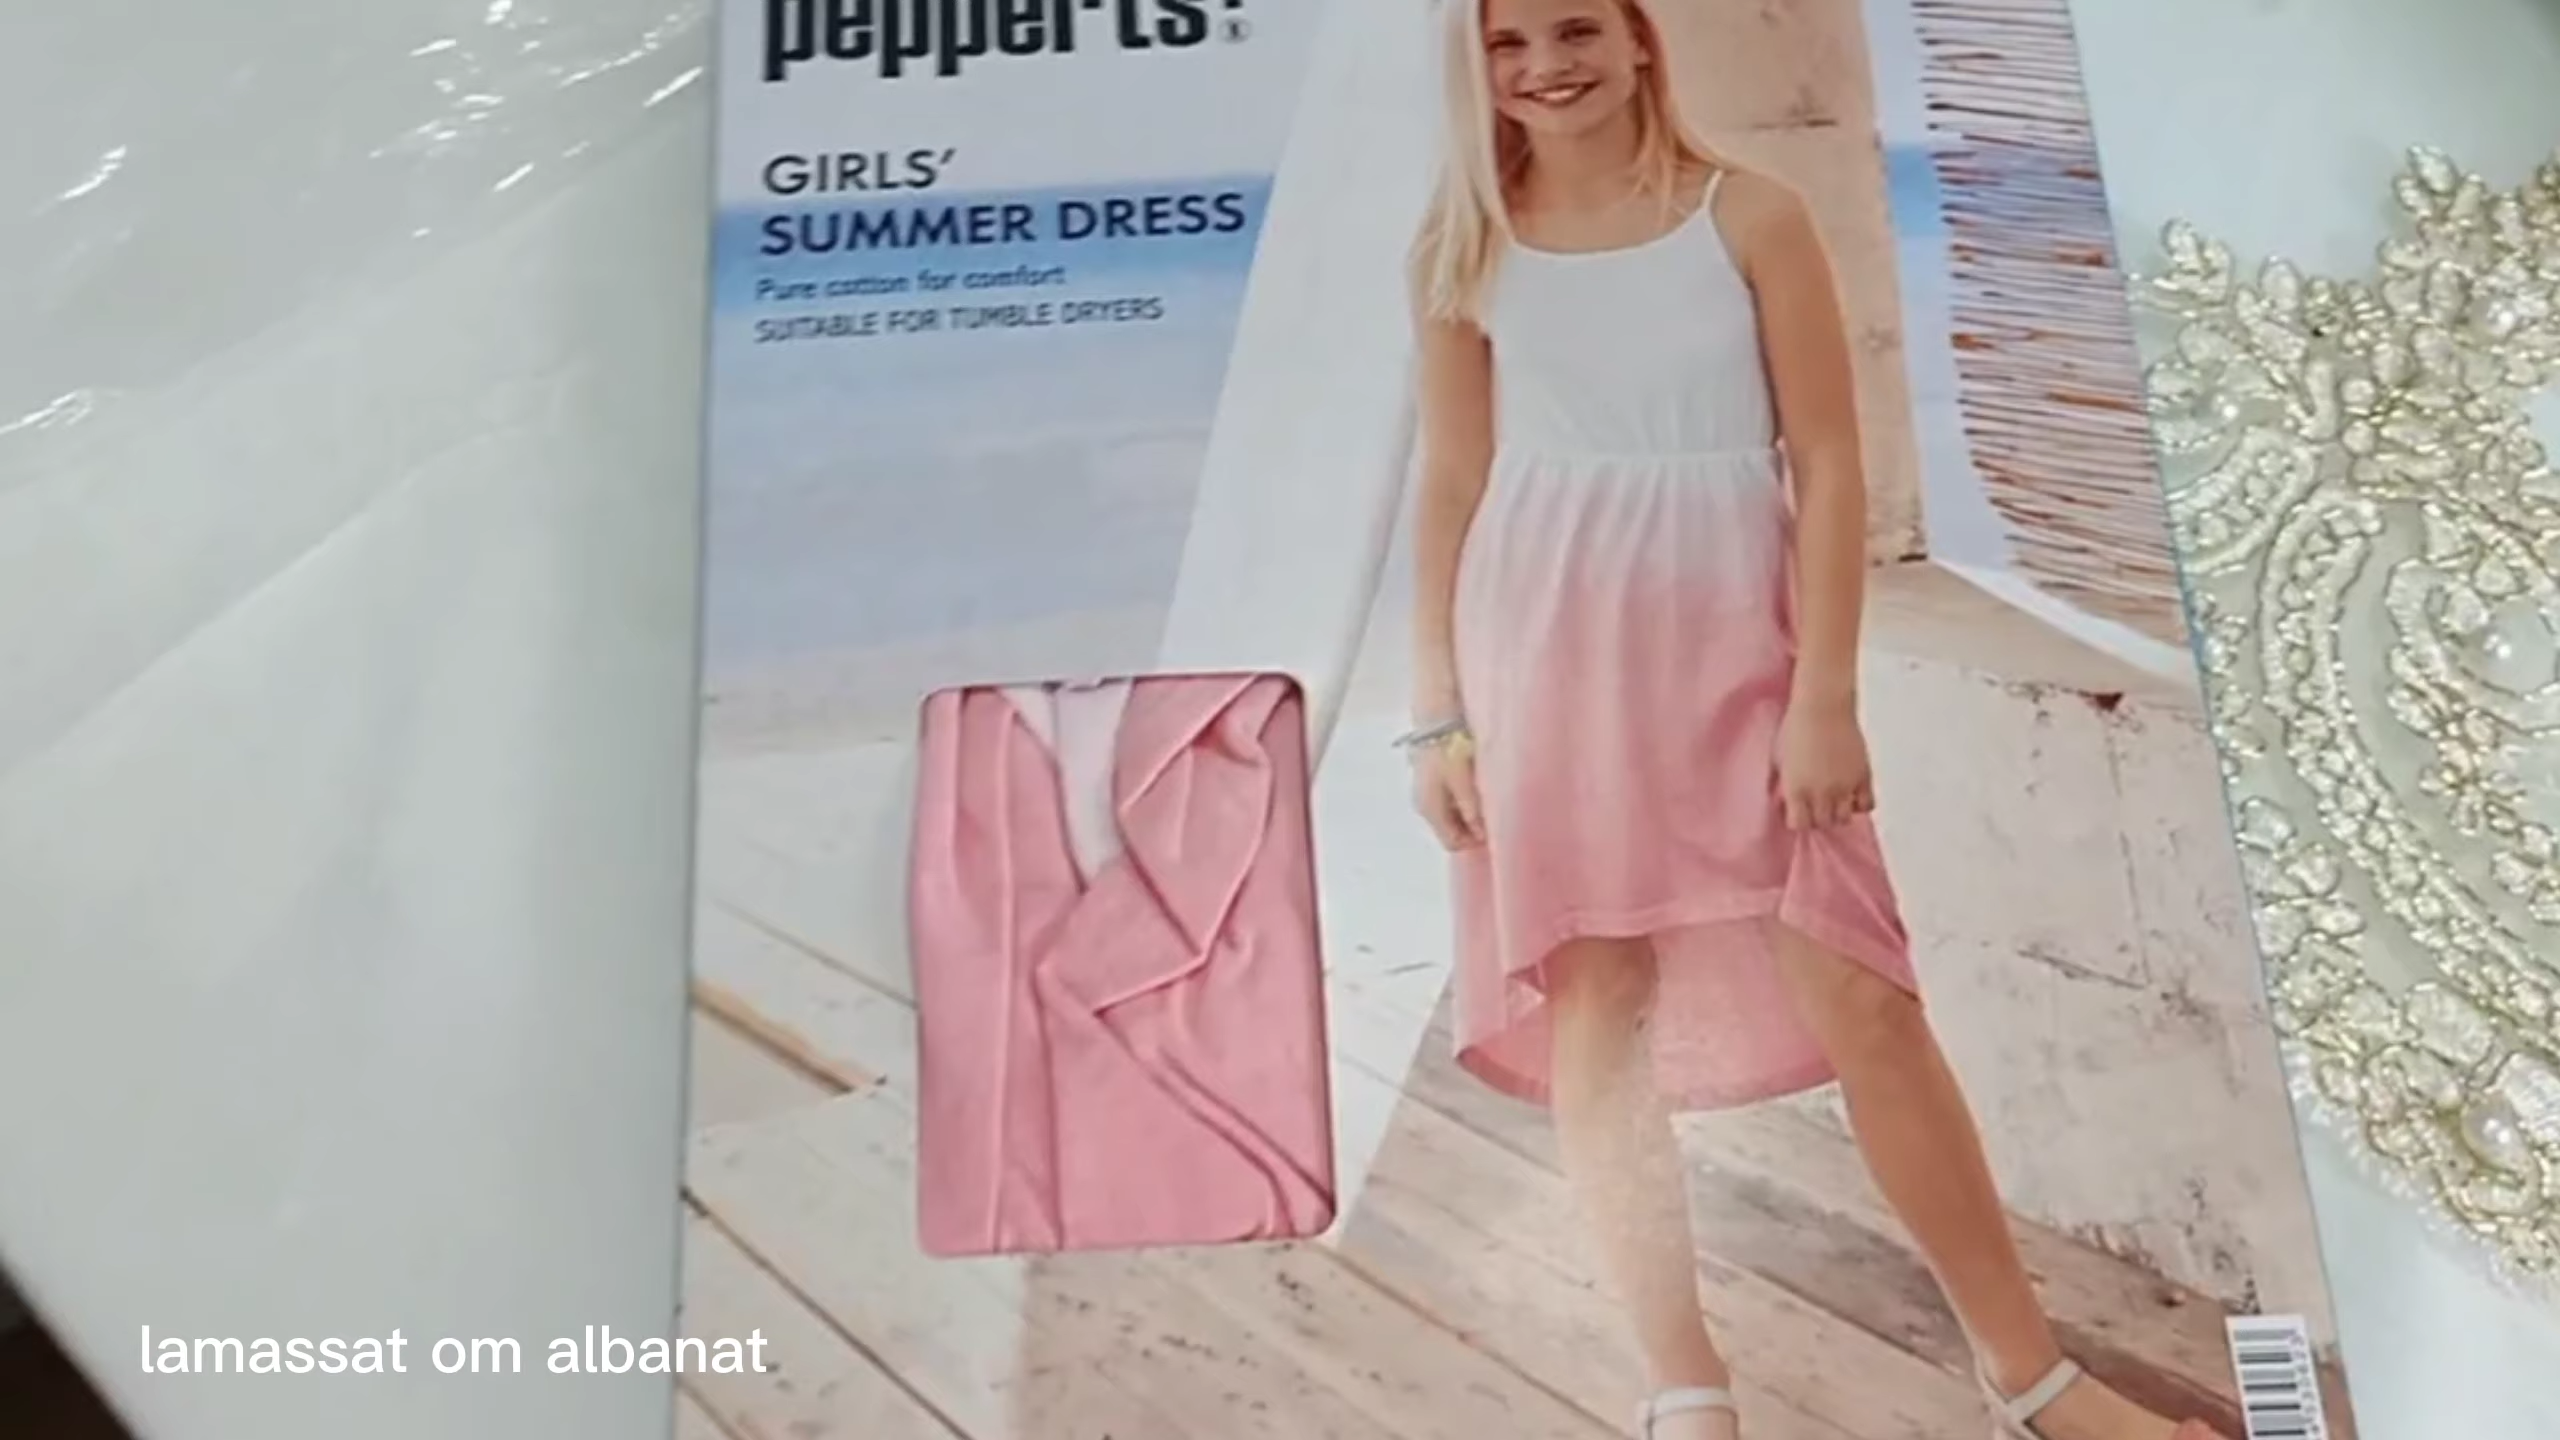 pepperts!
GIRLS'
SUMMER DRESS
Pure cotton for comfort
SUITABLE FOR TUMBLE DRYERS
lamassat om albanat